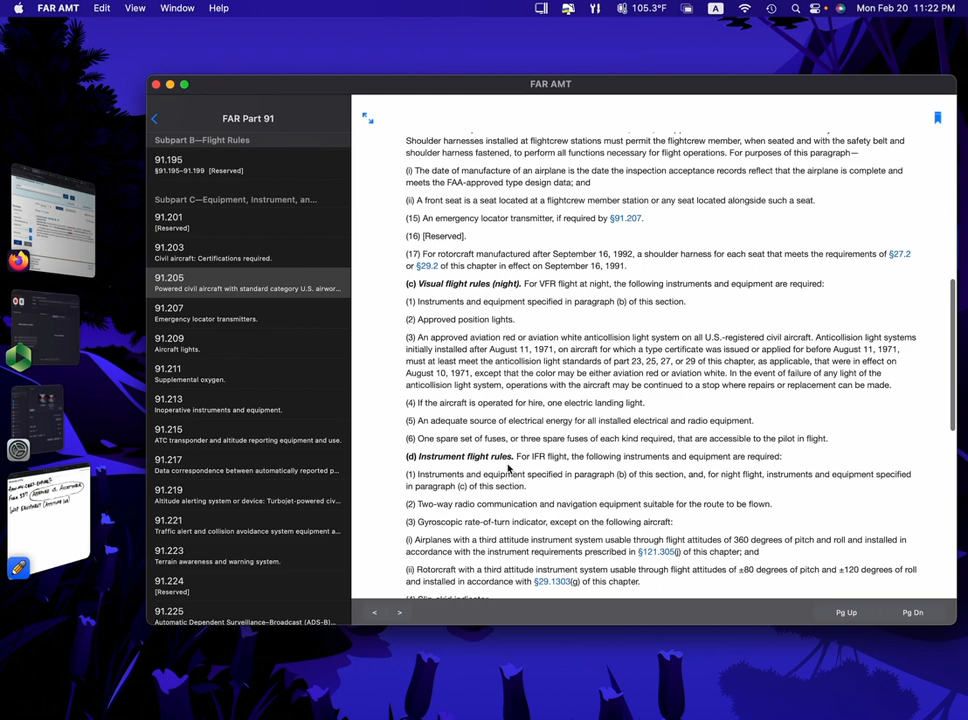 FAR AMT Edit View Window Help 105.3°F A Mon Feb 20 11:22 PM
FAR AMT
FAR Part 91
Subpart B—Flight Rules
91.195
§91.195-91.199 [Reserved]
Subpart C—Equipment, Instrument, an...
91.201
[Reserved]
91.203
Civil aircraft: Certifications required.
91.205
Powered civil aircraft with standard category U.S. airwor...
91.207
Emergency locator transmitters.
91.209
Aircraft lights.
91.211
Supplemental oxygen.
91.213
Inoperative instruments and equipment.
91.215
ATC transponder and altitude reporting equipment and use.
91.217
Data correspondence between automatically reported p...
91.219
Altitude alerting system or device: Turbojet-powered civ...
91.221
Traffic alert and collision avoidance system equipment a...
91.223
Terrain awareness and warning system.
91.224
[Reserved]
91.225
Automatic Dependent Surveillance–Broadcast (ADS-B)...
Shoulder harnesses installed at flightcrew stations must permit the flightcrew member, when seated and with the safety belt and
shoulder harness fastened, to perform all functions necessary for flight operations. For purposes of this paragraph—
(i) The date of manufacture of an airplane is the date the inspection acceptance records reflect that the airplane is complete and
meets the FAA-approved type design data; and
(ii) A front seat is a seat located at a flightcrew member station or any seat located alongside such a seat.
(15) An emergency locator transmitter, if required by §91.207.
(16) [Reserved].
(17) For rotorcraft manufactured after September 16, 1992, a shoulder harness for each seat that meets the requirements of §27.2
or §29.2 of this chapter in effect on September 16, 1991.
(c) Visual flight rules (night). For VFR flight at night, the following instruments and equipment are required:
(1) Instruments and equipment specified in paragraph (b) of this section.
(2) Approved position lights.
(3) An approved aviation red or aviation white anticollision light system on all U.S.-registered civil aircraft. Anticollision light systems
initially installed after August 11, 1971, on aircraft for which a type certificate was issued or applied for before August 11, 1971,
must at least meet the anticollision light standards of part 23, 25, 27, or 29 of this chapter, as applicable, that were in effect on
August 10, 1971, except that the color may be either aviation red or aviation white. In the event of failure of any light of the
anticollision light system, operations with the aircraft may be continued to a stop where repairs or replacement can be made.
(4) If the aircraft is operated for hire, one electric landing light.
(5) An adequate source of electrical energy for all installed electrical and radio equipment.
(6) One spare set of fuses, or three spare fuses of each kind required, that are accessible to the pilot in flight.
(d) Instrument flight rules. For IFR flight, the following instruments and equipment are required:
(1) Instruments and equipment specified in paragraph (b) of this section, and, for night flight, instruments and equipment specified
in paragraph (c) of this section.
(2) Two-way radio communication and navigation equipment suitable for the route to be flown.
(3) Gyroscopic rate-of-turn indicator, except on the following aircraft:
(i) Airplanes with a third attitude instrument system usable through flight attitudes of 360 degrees of pitch and roll and installed in
accordance with the instrument requirements prescribed in §121.305(j) of this chapter; and
(ii) Rotorcraft with a third attitude instrument system usable through flight attitudes of ±80 degrees of pitch and ±120 degrees of roll
and installed in accordance with §29.1303(g) of this chapter.
(4) Slip-skid indicator.
< > Pg Up Pg Dn